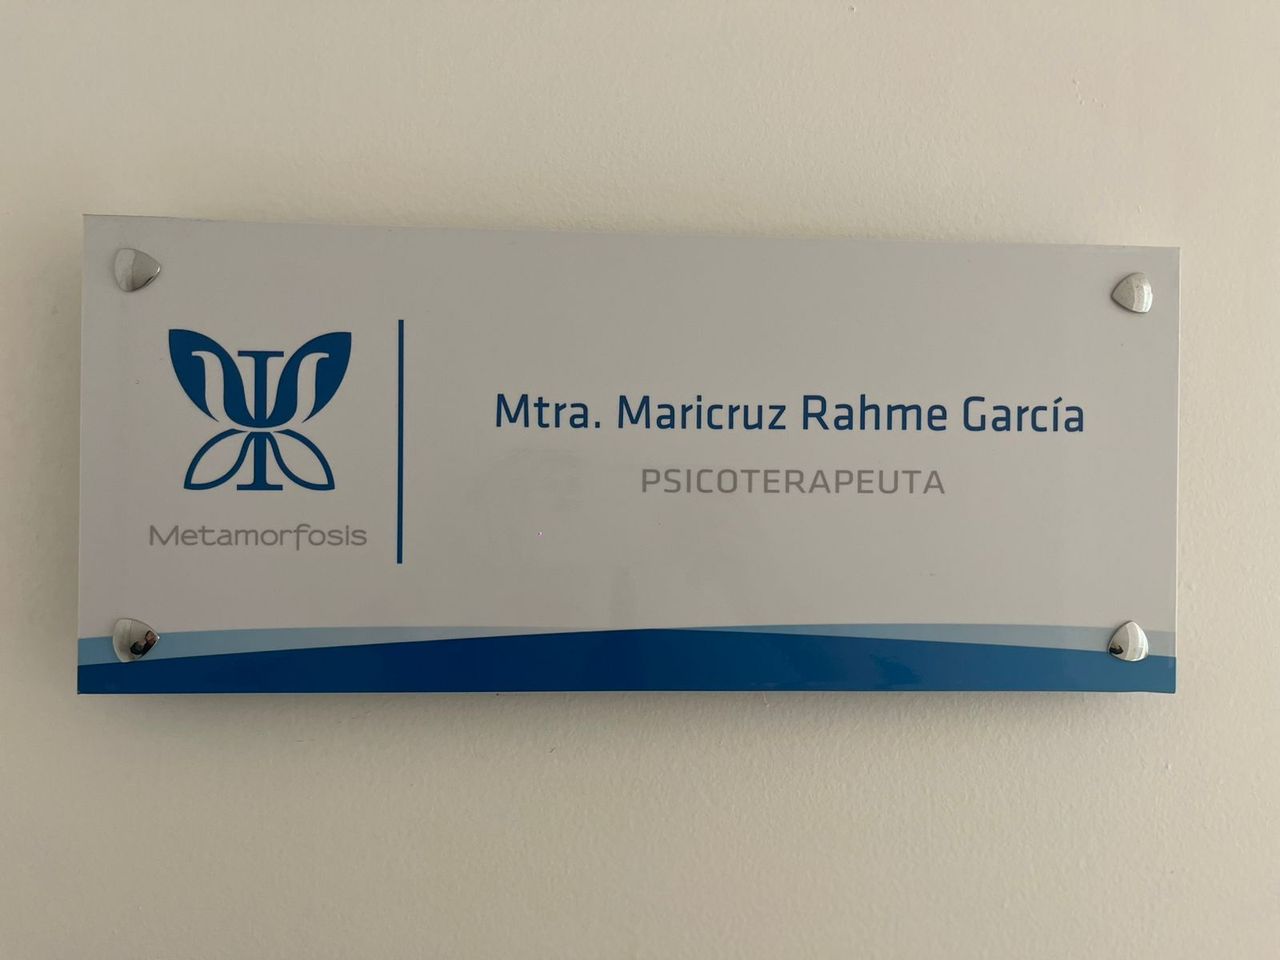 Metamorfosis
Mtra. Maricruz Rahme García
PSICOTERAPEUTA